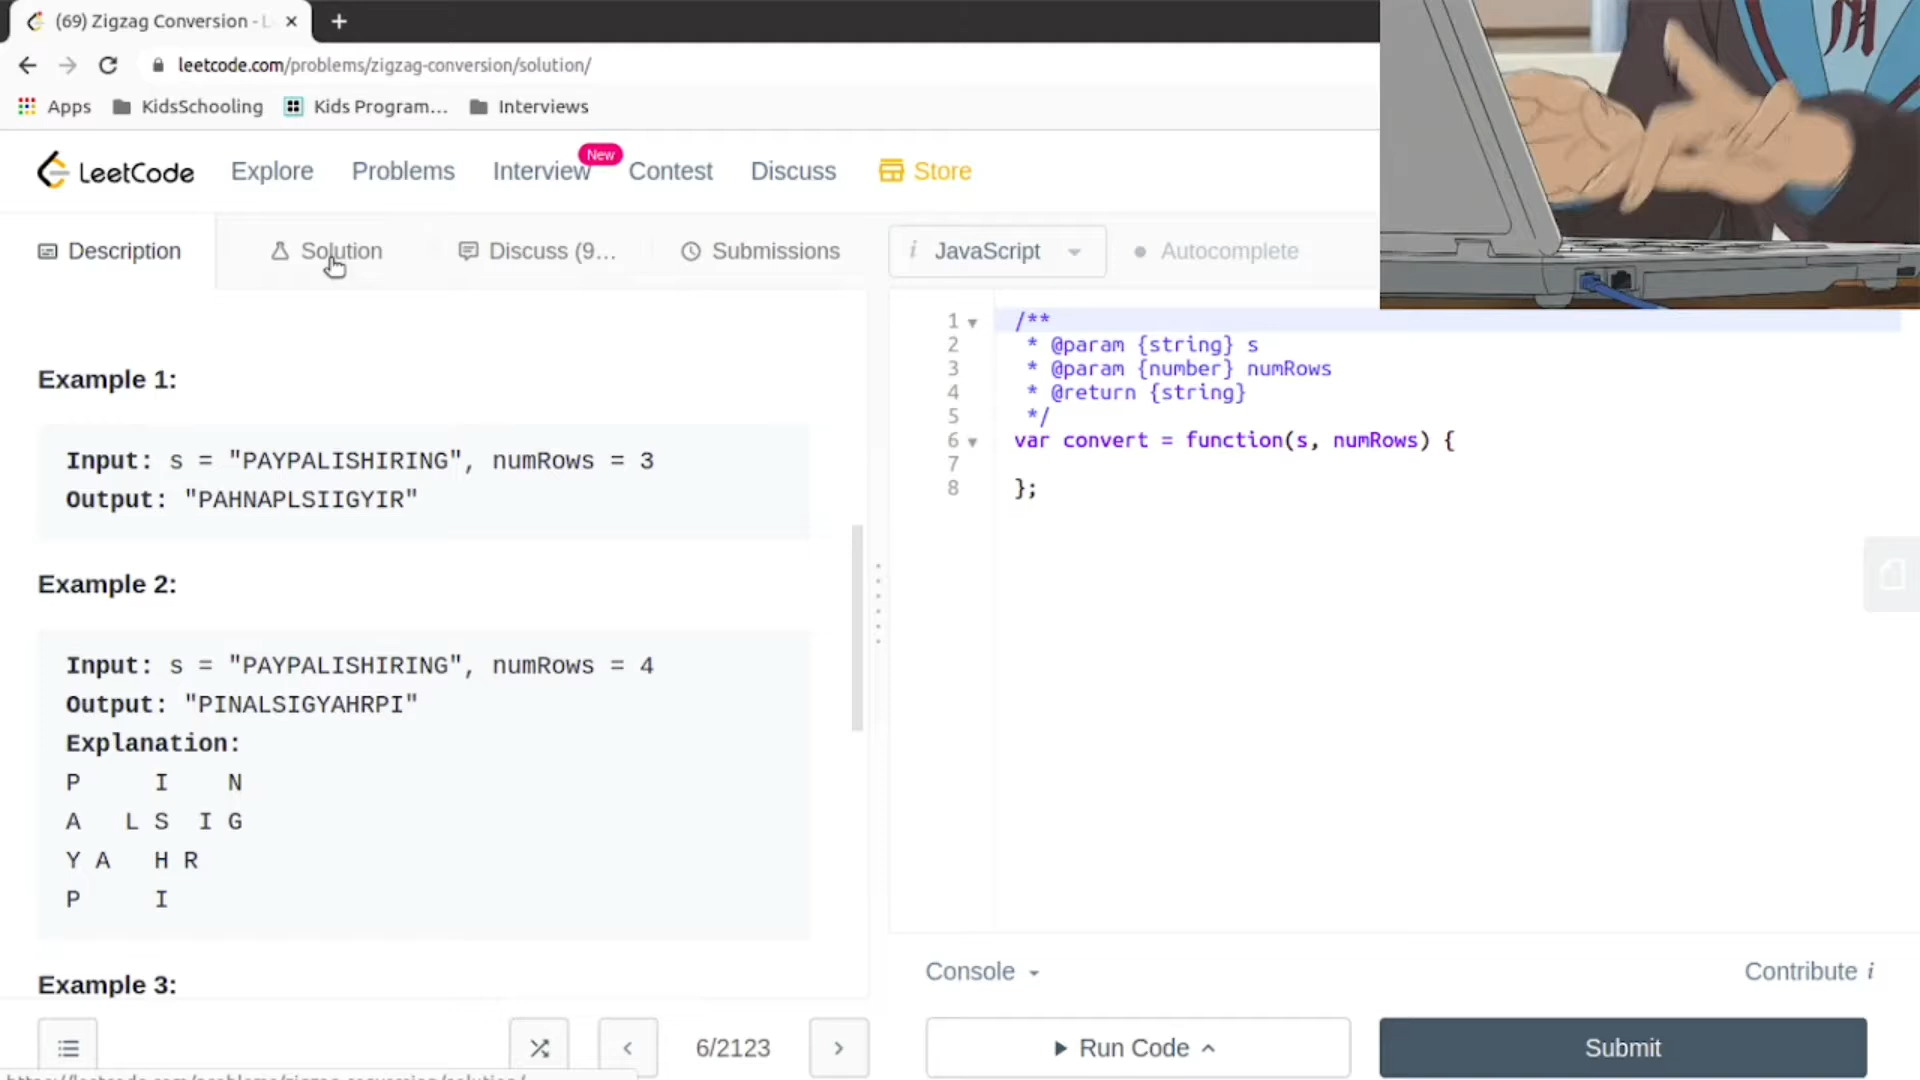 (69) Zigzag Conversion - L
leetcode.com/problems/zigzag-conversion/solution/
Apps KidsSchooling Kids Program... Interviews
LeetCode Explore Problems Interview New Contest Discuss Store
Description Solution Discuss (9... Submissions
JavaScript Autocomplete
Example 1:
Input: s = "PAYPALISHIRING", numRows = 3
Output: "PAHNAPLSIIGYIR"
Example 2:
Input: s = "PAYPALISHIRING", numRows = 4
Output: "PINALSIGYAHRPI"
Explanation:
P I N
A L S I G
Y A H R
P I
Example 3:
1 /**
2 * @param {string} s
3 * @param {number} numRows
4 * @return {string}
5 */
6 var convert = function(s, numRows) {
7
8 };
Console
Contribute i
6/2123
Run Code
Submit